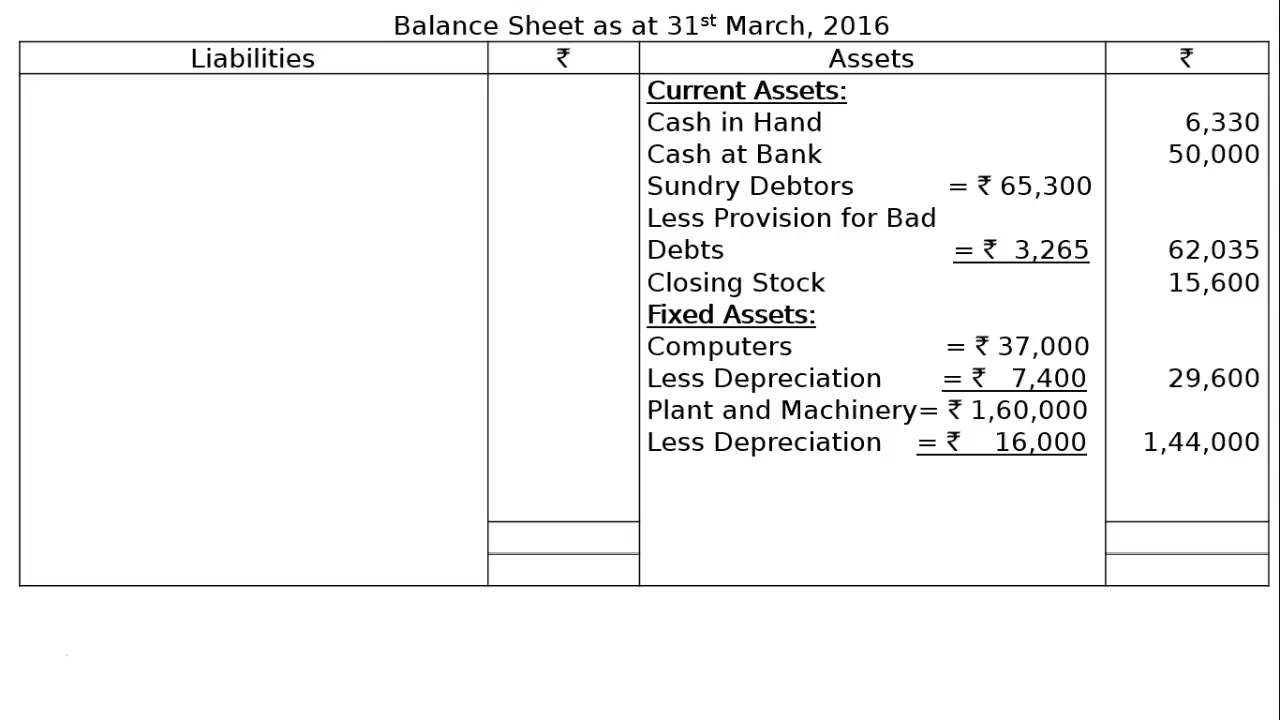 Balance Sheet as at 31st March, 2016
Liabilities ₹ Assets ₹
Current Assets:
Cash in Hand 6,330
Cash at Bank 50,000
Sundry Debtors = ₹ 65,300
Less Provision for Bad
Debts = ₹ 3,265 62,035
Closing Stock 15,600
Fixed Assets:
Computers = ₹ 37,000
Less Depreciation = ₹ 7,400 29,600
Plant and Machinery= ₹ 1,60,000
Less Depreciation = ₹ 16,000 1,44,000